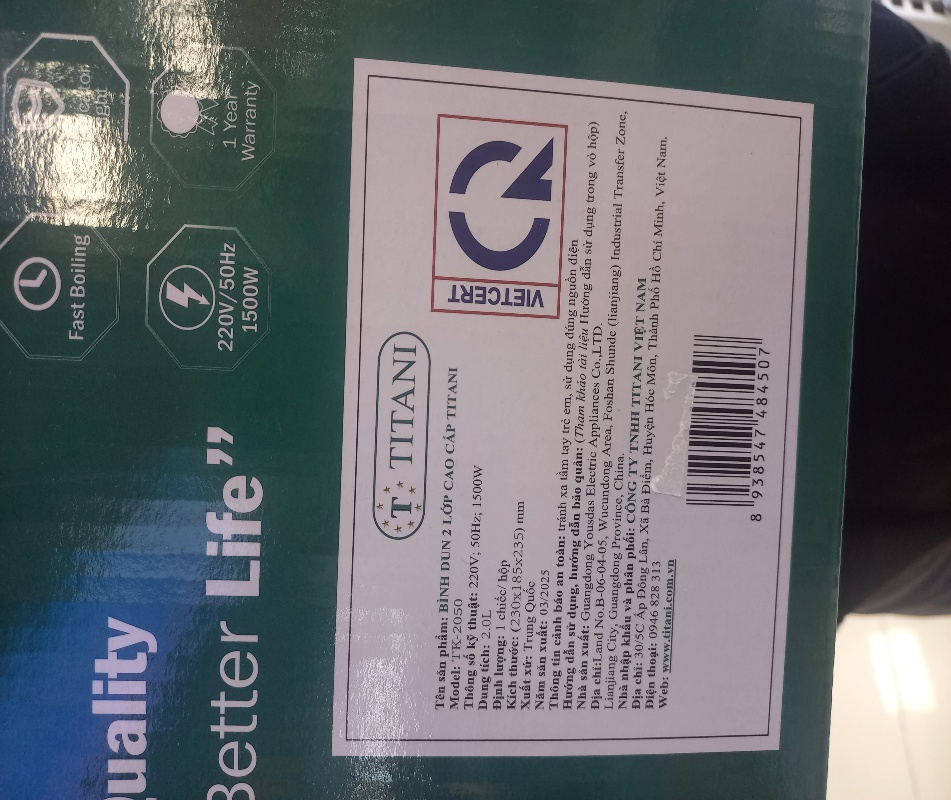 Quality
Better Life”
Fast Boiling
220V/50Hz
1500W
1 Year
Warranty
T TITANI
VIETCERT
Tên sản phẩm: BÌNH ĐUN 2 LỚP CAO CẤP TITANI
Model: TK-2050
Thông số kỹ thuật: 220V; 50Hz; 1500W
Dung tích: 2.0L
Định lượng: 1 chiếc/ hộp
Kích thước: (230x185x235) mm
Xuất xứ: Trung Quốc
Năm sản xuất: 03/2025
Thông tin cảnh báo an toàn: tránh xa tầm tay trẻ em, sử dụng đúng nguồn điện
Hướng dẫn sử dụng, hướng dẫn bảo quản: (Tham khảo tài liệu Hướng dẫn sử dụng trong vỏ hộp)
Nhà sản xuất: Guangdong Yousdas Electric Appliances Co.,LTD.
Địa chỉ:Land No.B-06-04-05, Wucundong Area, Foshan Shunde (lianjiang) Industrial Transfer Zone,
Lianjiang City, Guangdong Province, China.
Nhà nhập khẩu và phân phối: CÔNG TY TNHH TITANI VIỆT NAM
Địa chỉ: 30/5C Ấp Đông Lân, Xã Bà Điểm, Huyện Hóc Môn, Thành Phố Hồ Chí Minh, Việt Nam.
Điện thoại: 0946 828 313
Web: www.titani.com.vn
8 938547 484507